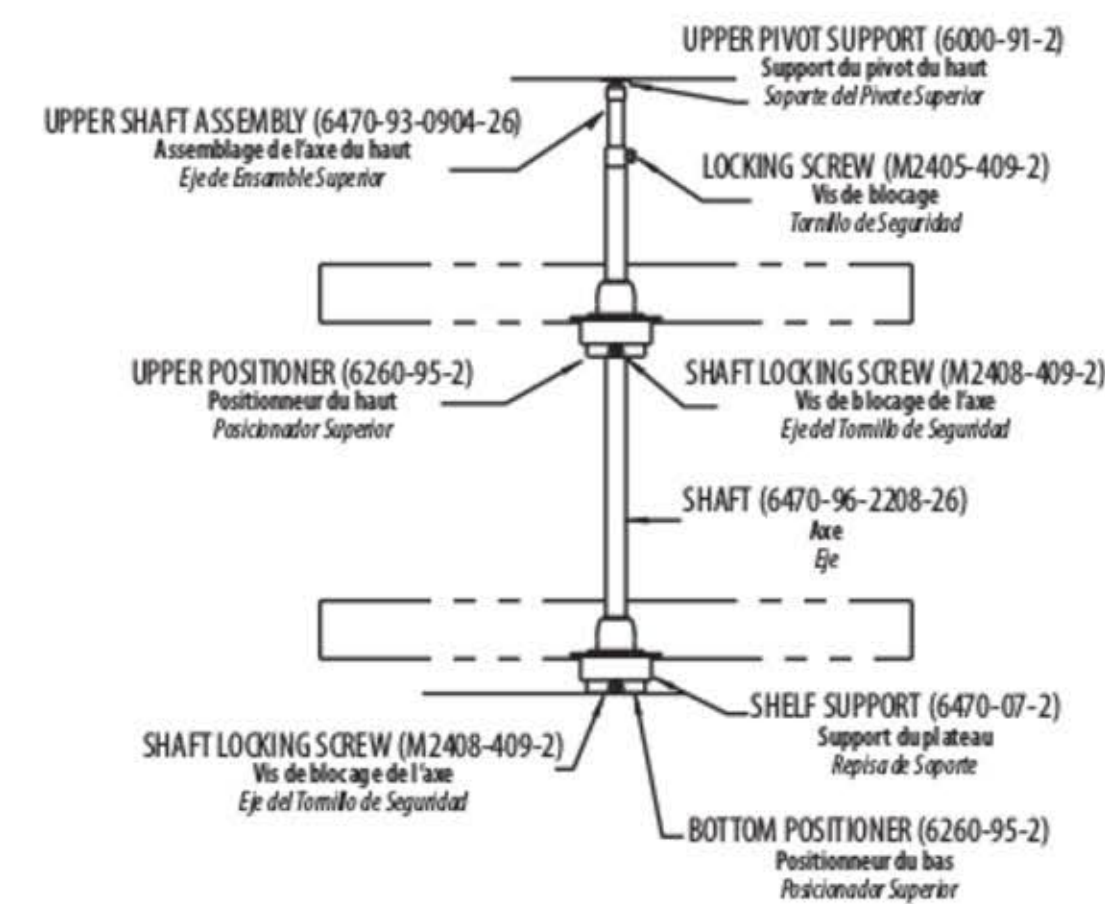 UPPER PIVOT SUPPORT (6000-91-2)
Support du pivot du haut
Soporte del Pivote Superior
UPPER SHAFT ASSEMBLY (6470-93-0904-26)
Assemblage de l'axe du haut
Eje de Ensamble Superior
LOCKING SCREW (M2405-409-2)
Vis de blocage
Tornillo de Seguridad
UPPER POSITIONER (6260-95-2)
Positionneur du haut
Posicionador Superior
SHAFT LOCKING SCREW (M2408-409-2)
Vis de blocage de l'axe
Eje del Tornillo de Seguridad
SHAFT (6470-96-2208-26)
Axe
Eje
SHELF SUPPORT (6470-07-2)
Support du plateau
Repisa de Soporte
SHAFT LOCKING SCREW (M2408-409-2)
Vis de blocage de l'axe
Eje del Tornillo de Seguridad
BOTTOM POSITIONER (6260-95-2)
Positionneur du bas
Posicionador Superior